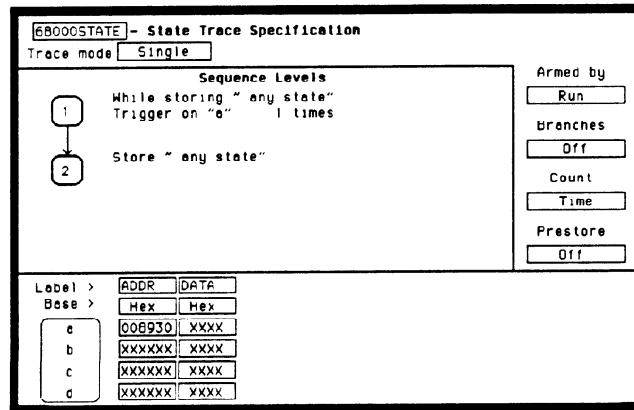 68000STATE - State Trace Specification
Trace mode Single
Sequence Levels
1
While storing " any state"
Trigger on "a" 1 times
2
Store " any state"
Armed by
Run
Branches
Off
Count
Time
Prestore
Off
Label > ADDR DATA
Base > Hex Hex
a 008930 XXXX
b XXXXXX XXXX
c XXXXXX XXXX
d XXXXXX XXXX